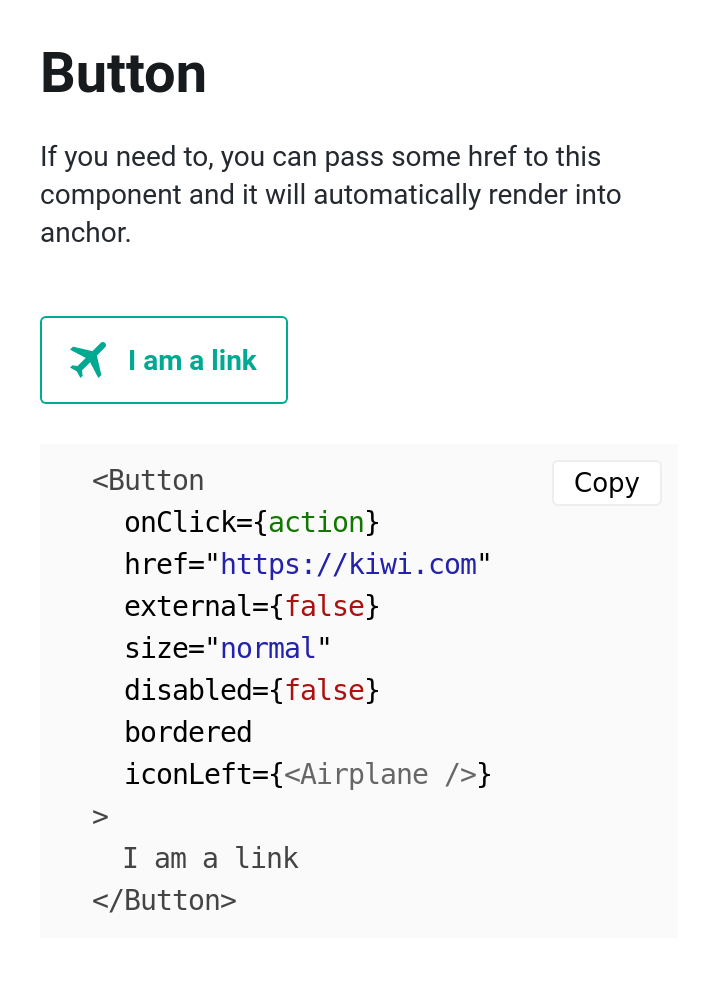 Button
If you need to, you can pass some href to this
component and it will automatically render into
anchor.
I am a link
Copy
<Button
  onClick={action}
  href="https://kiwi.com"
  external={false}
  size="normal"
  disabled={false}
  bordered
  iconLeft={<Airplane />}
>
  I am a link
</Button>